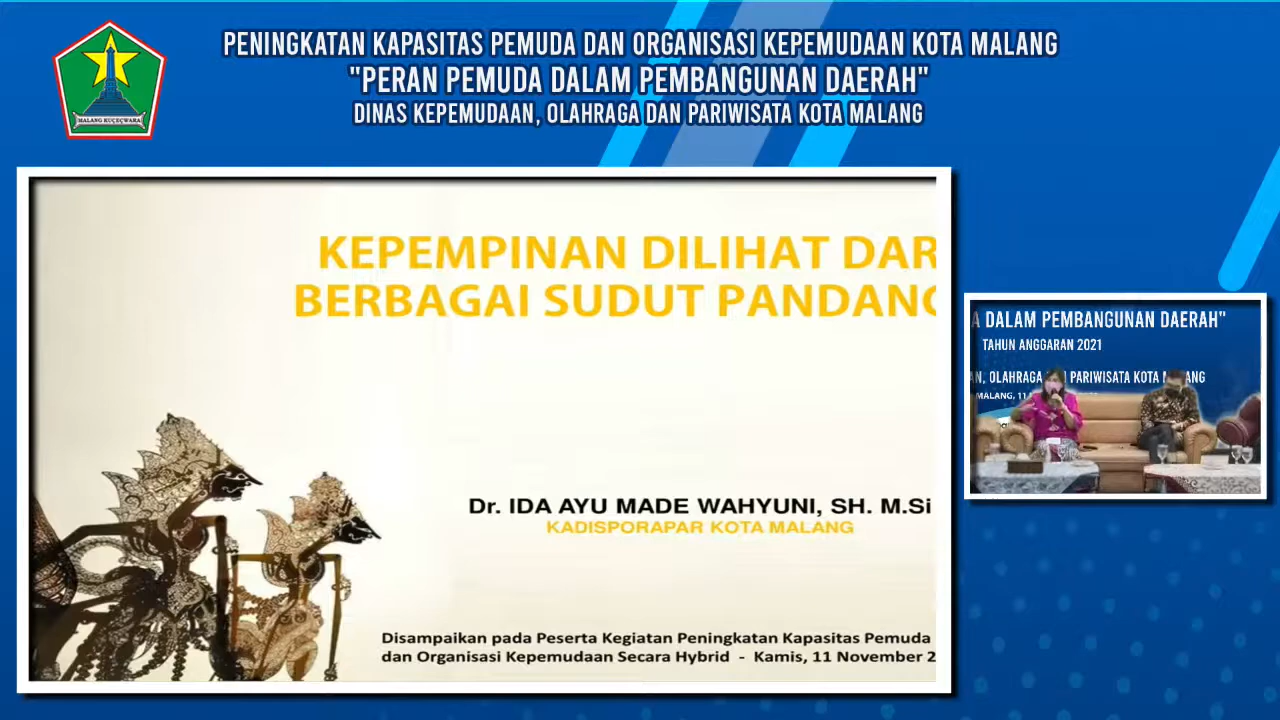 PENINGKATAN KAPASITAS PEMUDA DAN ORGANISASI KEPEMUDAAN KOTA MALANG
"PERAN PEMUDA DALAM PEMBANGUNAN DAERAH"
DINAS KEPEMUDAAN, OLAHRAGA DAN PARIWISATA KOTA MALANG
MALANG KUÇEÇWARA
KEPEMPINAN DILIHAT DAR
BERBAGAI SUDUT PANDANG
Dr. IDA AYU MADE WAHYUNI, SH. M.Si
KADISPORAPAR KOTA MALANG
Disampaikan pada Peserta Kegiatan Peningkatan Kapasitas Pemuda
dan Organisasi Kepemudaan Secara Hybrid - Kamis, 11 November 2
A DALAM PEMBANGUNAN DAERAH"
TAHUN ANGGARAN 2021
AN, OLAHRAGA PARIWISATA KOTA MALANG
MALANG, 11